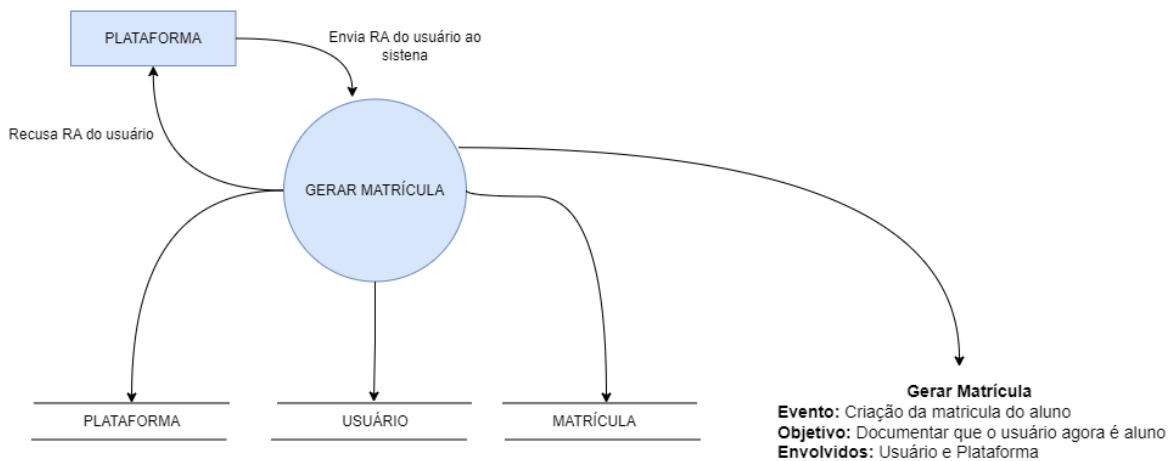 PLATAFORMA
Envia RA do usuário ao
sistena
Recusa RA do usuário
GERAR MATRÍCULA
PLATAFORMA
USUÁRIO
MATRÍCULA
Gerar Matrícula
Evento: Criação da matricula do aluno
Objetivo: Documentar que o usuário agora é aluno
Envolvidos: Usuário e Plataforma